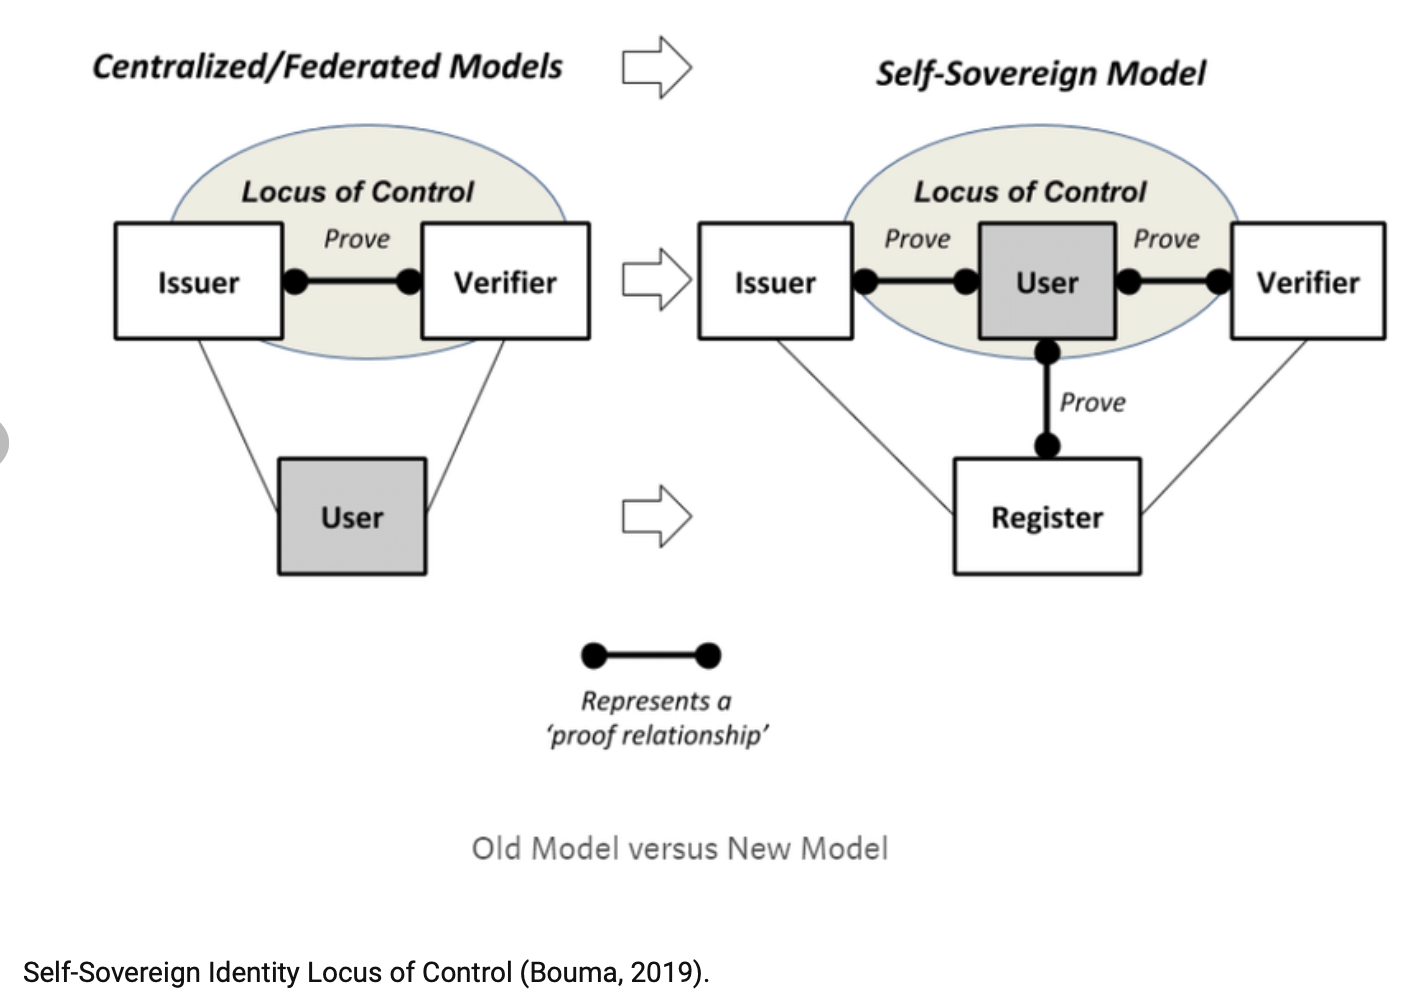 Centralized/Federated Models
Self-Sovereign Model
Locus of Control
Prove
Issuer
Verifier
User
Locus of Control
Prove
Prove
Issuer
User
Verifier
Prove
Register
Represents a
‘proof relationship’
Old Model versus New Model
Self-Sovereign Identity Locus of Control (Bouma, 2019).